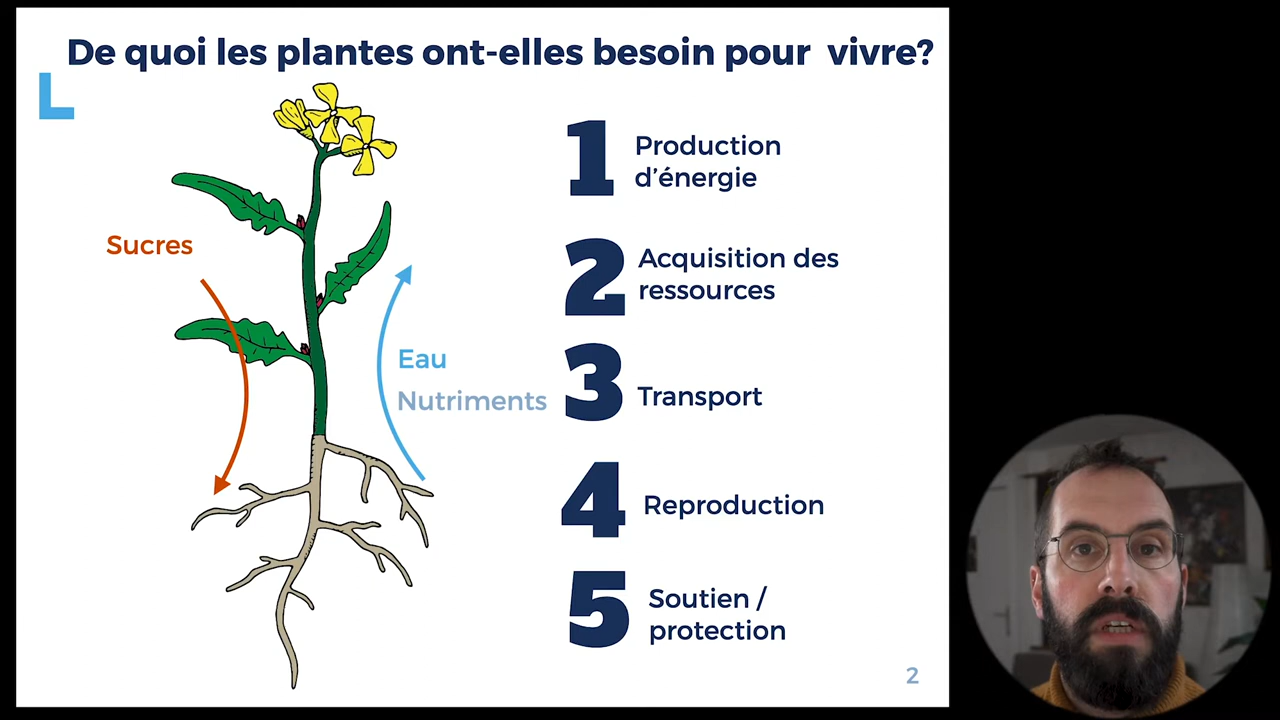 De quoi les plantes ont-elles besoin pour vivre?
1 Production
d’énergie
Sucres
2 Acquisition des
ressources
Eau
Nutriments
3 Transport
4 Reproduction
5 Soutien /
protection
2